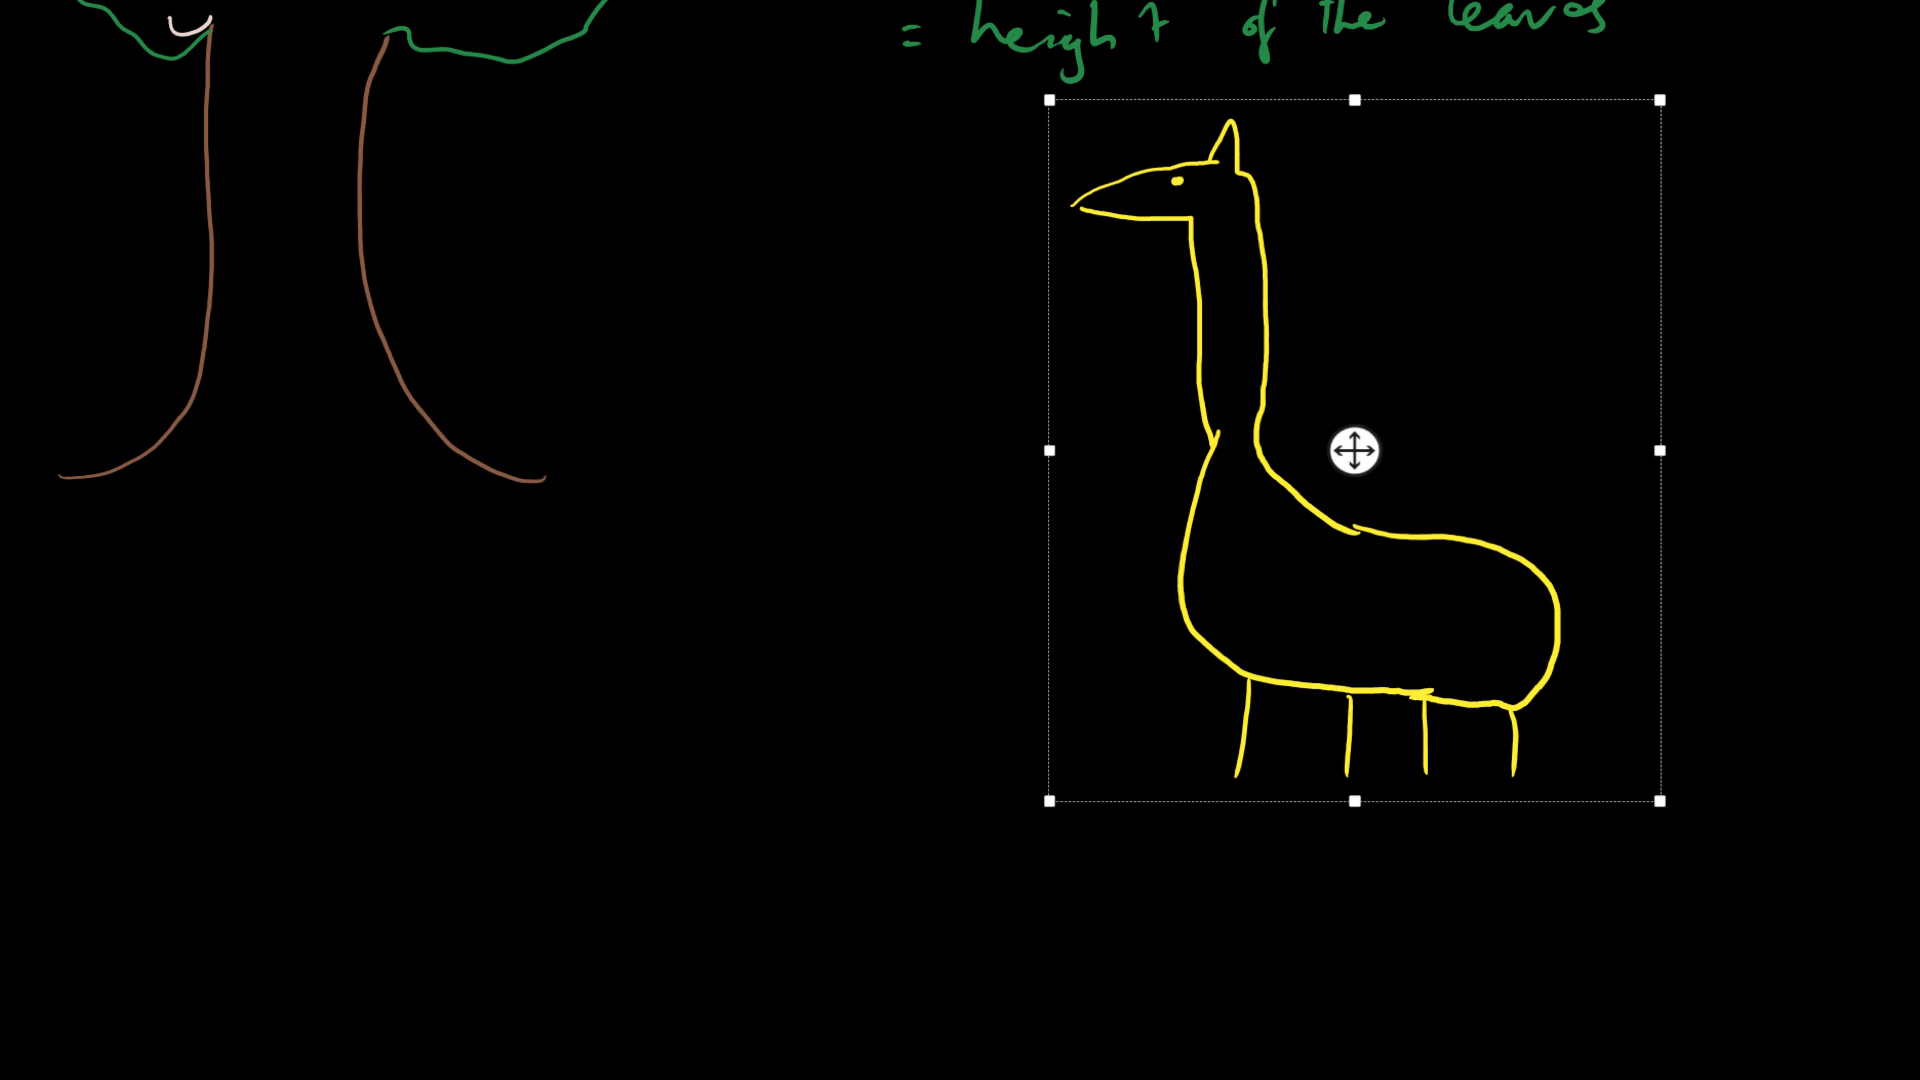 = height of the leaves